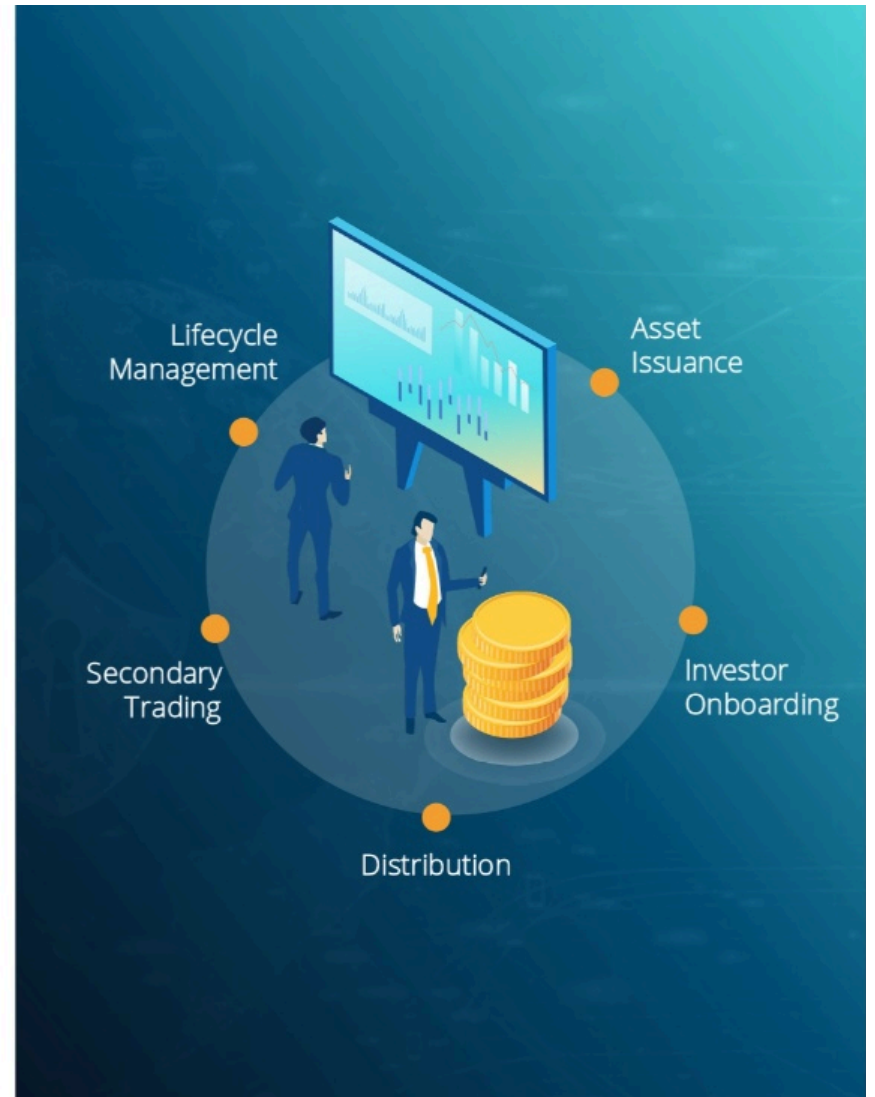 Lifecycle
Management
Asset
Issuance
Secondary
Trading
Investor
Onboarding
Distribution